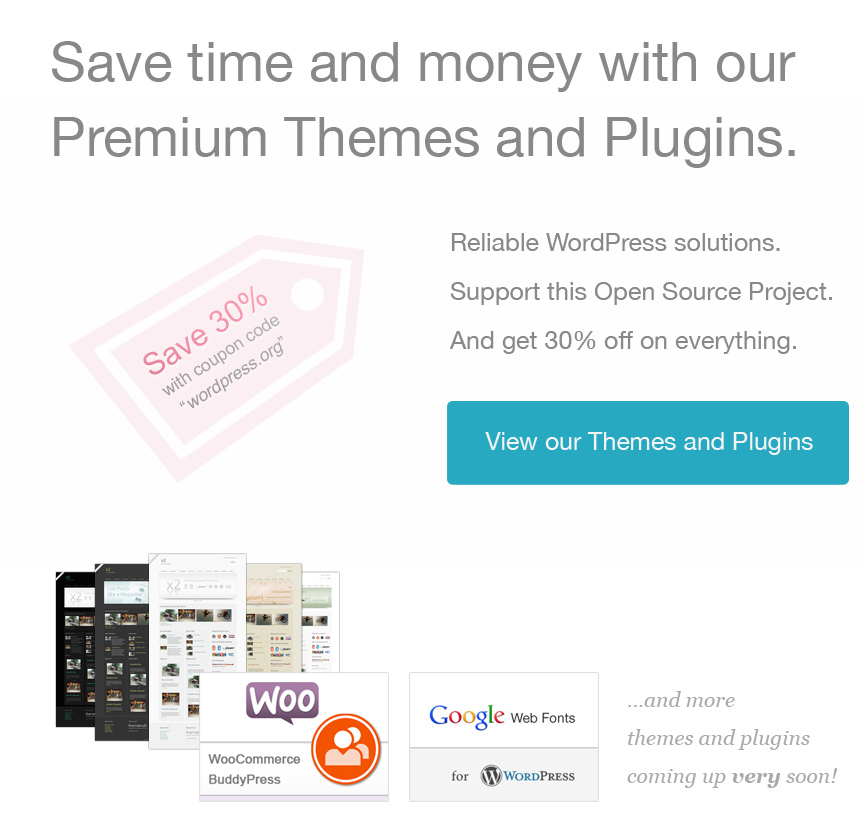 Save time and money with our
Premium Themes and Plugins.
Save 30%
with coupon code
“wordpress.org”
Reliable WordPress solutions.
Support this Open Source Project.
And get 30% off on everything.
View our Themes and Plugins
x2
WOO
WooCommerce
BuddyPress
Google Web Fonts
for WORDPRESS
...and more
themes and plugins
coming up very soon!